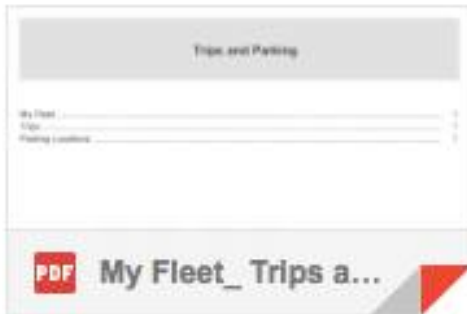 Trips and Parking
My Fleet
Trips
Parking Locations
PDF My Fleet_ Trips a...